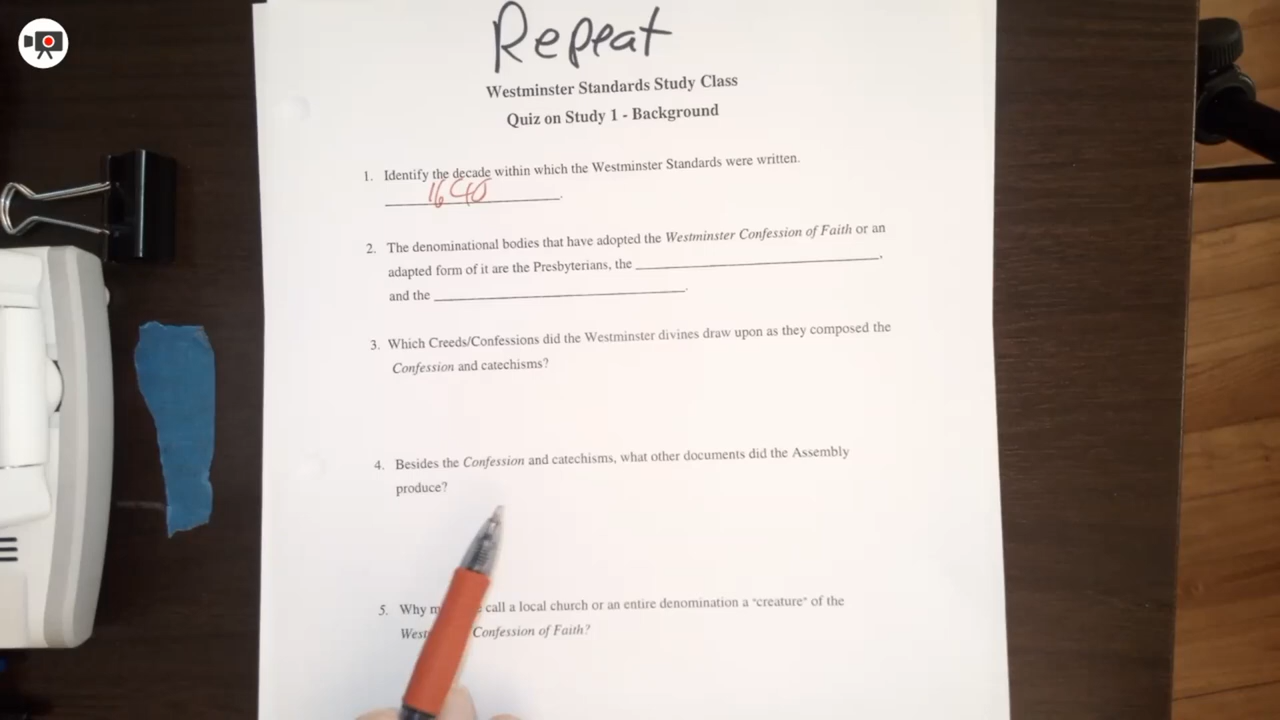 Repeat
Westminster Standards Study Class
Quiz on Study 1 - Background
1. Identify the decade within which the Westminster Standards were written.
1640.
2. The denominational bodies that have adopted the Westminster Confession of Faith or an
adapted form of it are the Presbyterians, the ,
and the .
3. Which Creeds/Confessions did the Westminster divines draw upon as they composed the
Confession and catechisms?
4. Besides the Confession and catechisms, what other documents did the Assembly
produce?
5. Why call a local church or an entire denomination a "creature" of the
Confession of Faith?